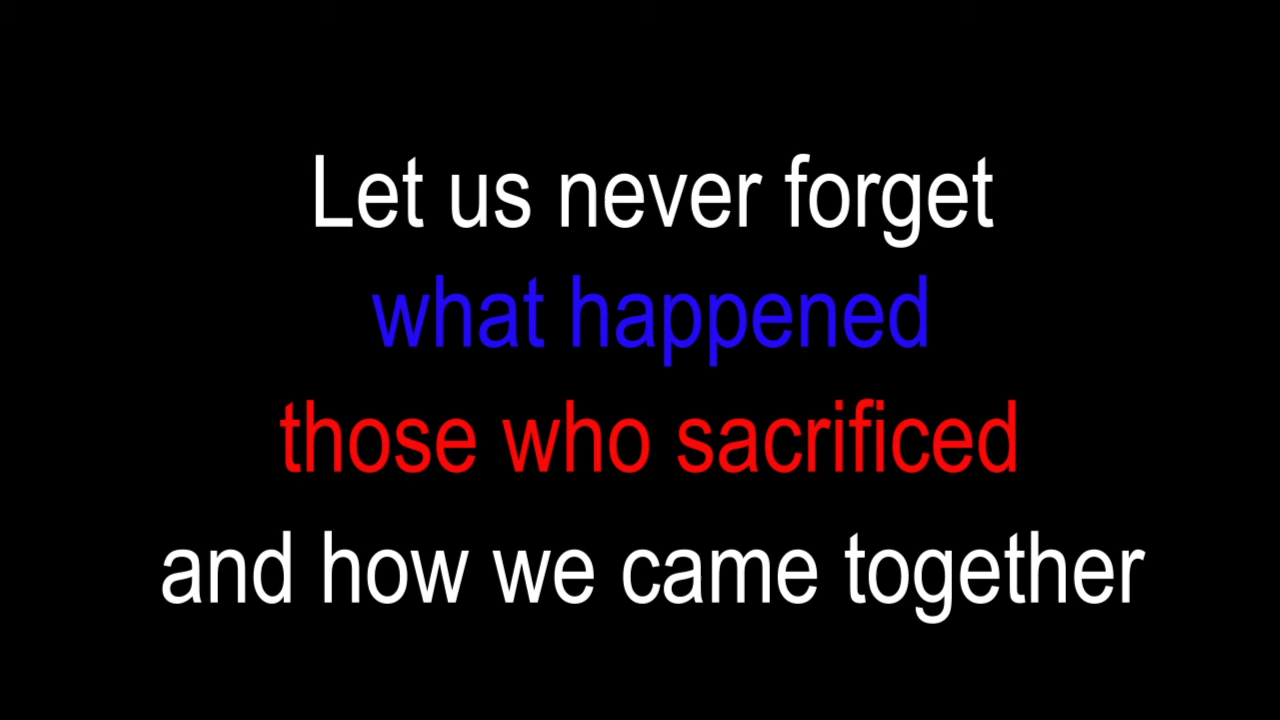 Let us never forget
what happened
those who sacrificed
and how we came together